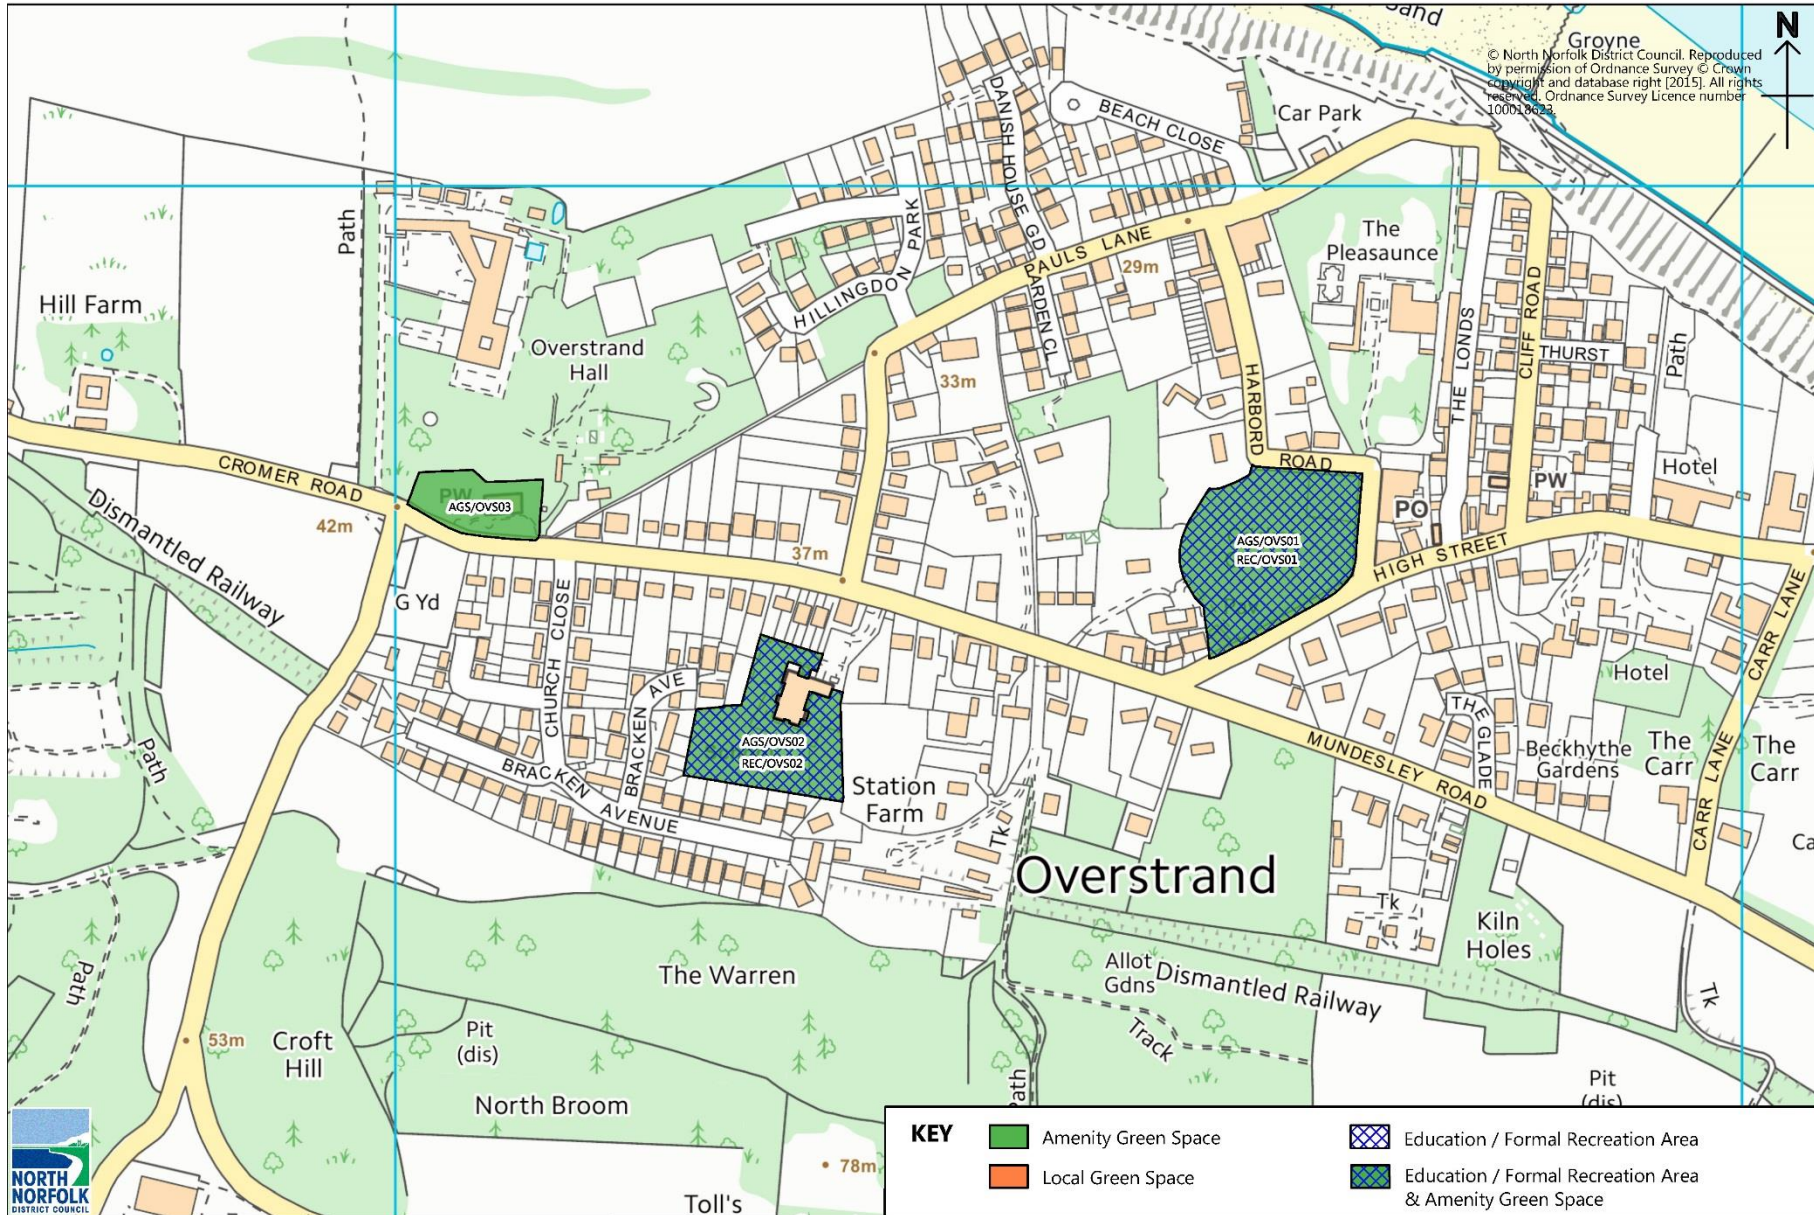 Sand
Groyne
N
© North Norfolk District Council. Reproduced
by permission of Ordnance Survey © Crown
copyright and database right [2015]. All rights
reserved. Ordnance Survey Licence number
100018623.
DANISH HOUSE GD
BEACH CLOSE
Car Park
Path
PARK
HILLINGDON
PAULS LANE
29m
The
Pleasaunce
Hill Farm
Overstrand
Hall
33m
GARDEN CL
HARBORD
ROAD
THE LONDS
CLIFF ROAD
THURST
Path
Hotel
CROMER ROAD
42m
PW
AGS/OVS03
37m
AGS/OVS01
REC/OVS01
PO
PW
HIGH STREET
Dismantled Railway
G Yd
CHURCH CLOSE
BRACKEN AVE
AGS/OVS02
REC/OVS02
BRACKEN AVENUE
Station
Farm
Tk
MUNDESLEY ROAD
THE GLADE
Beckhythe
Gardens
Hotel
The
Carr
CARR LANE
The
Carr
CARR LANE
Ca
Path
Overstrand
Tk
Kiln
Holes
The Warren
Allot
Gdns
Dismantled Railway
Track
Tk
Path
53m
Croft
Hill
Pit
(dis)
North Broom
Path
Pit
(dis)
78m
Toll's
NORTH
NORFOLK
DISTRICT COUNCIL
KEY
Amenity Green Space
Local Green Space
Education / Formal Recreation Area
Education / Formal Recreation Area
& Amenity Green Space